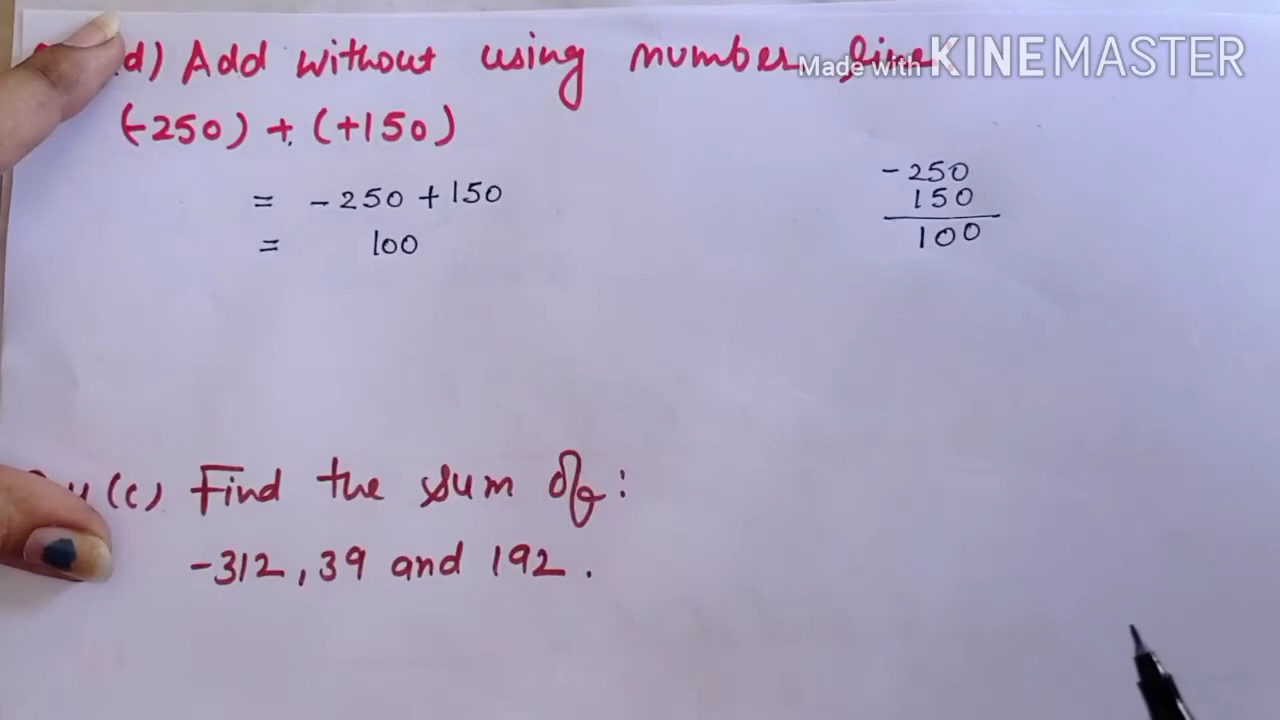 d) Add without using number line
Made with KINEMASTER
(-250) + (+150)
= -250 + 150
= 100
-250
150
100
(c) Find the sum of:
-312, 39 and 192.